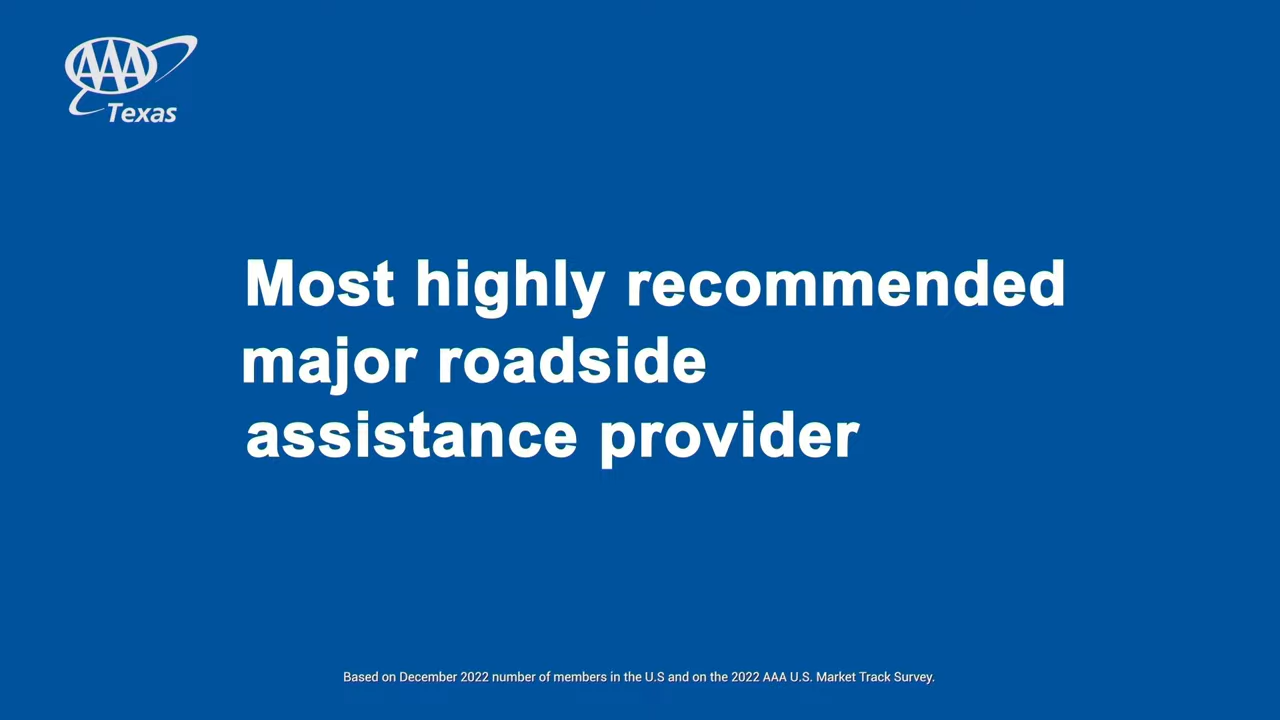 AAA
Texas
Most highly recommended
major roadside
assistance provider
Based on December 2022 number of members in the U.S and on the 2022 AAA U.S. Market Track Survey.